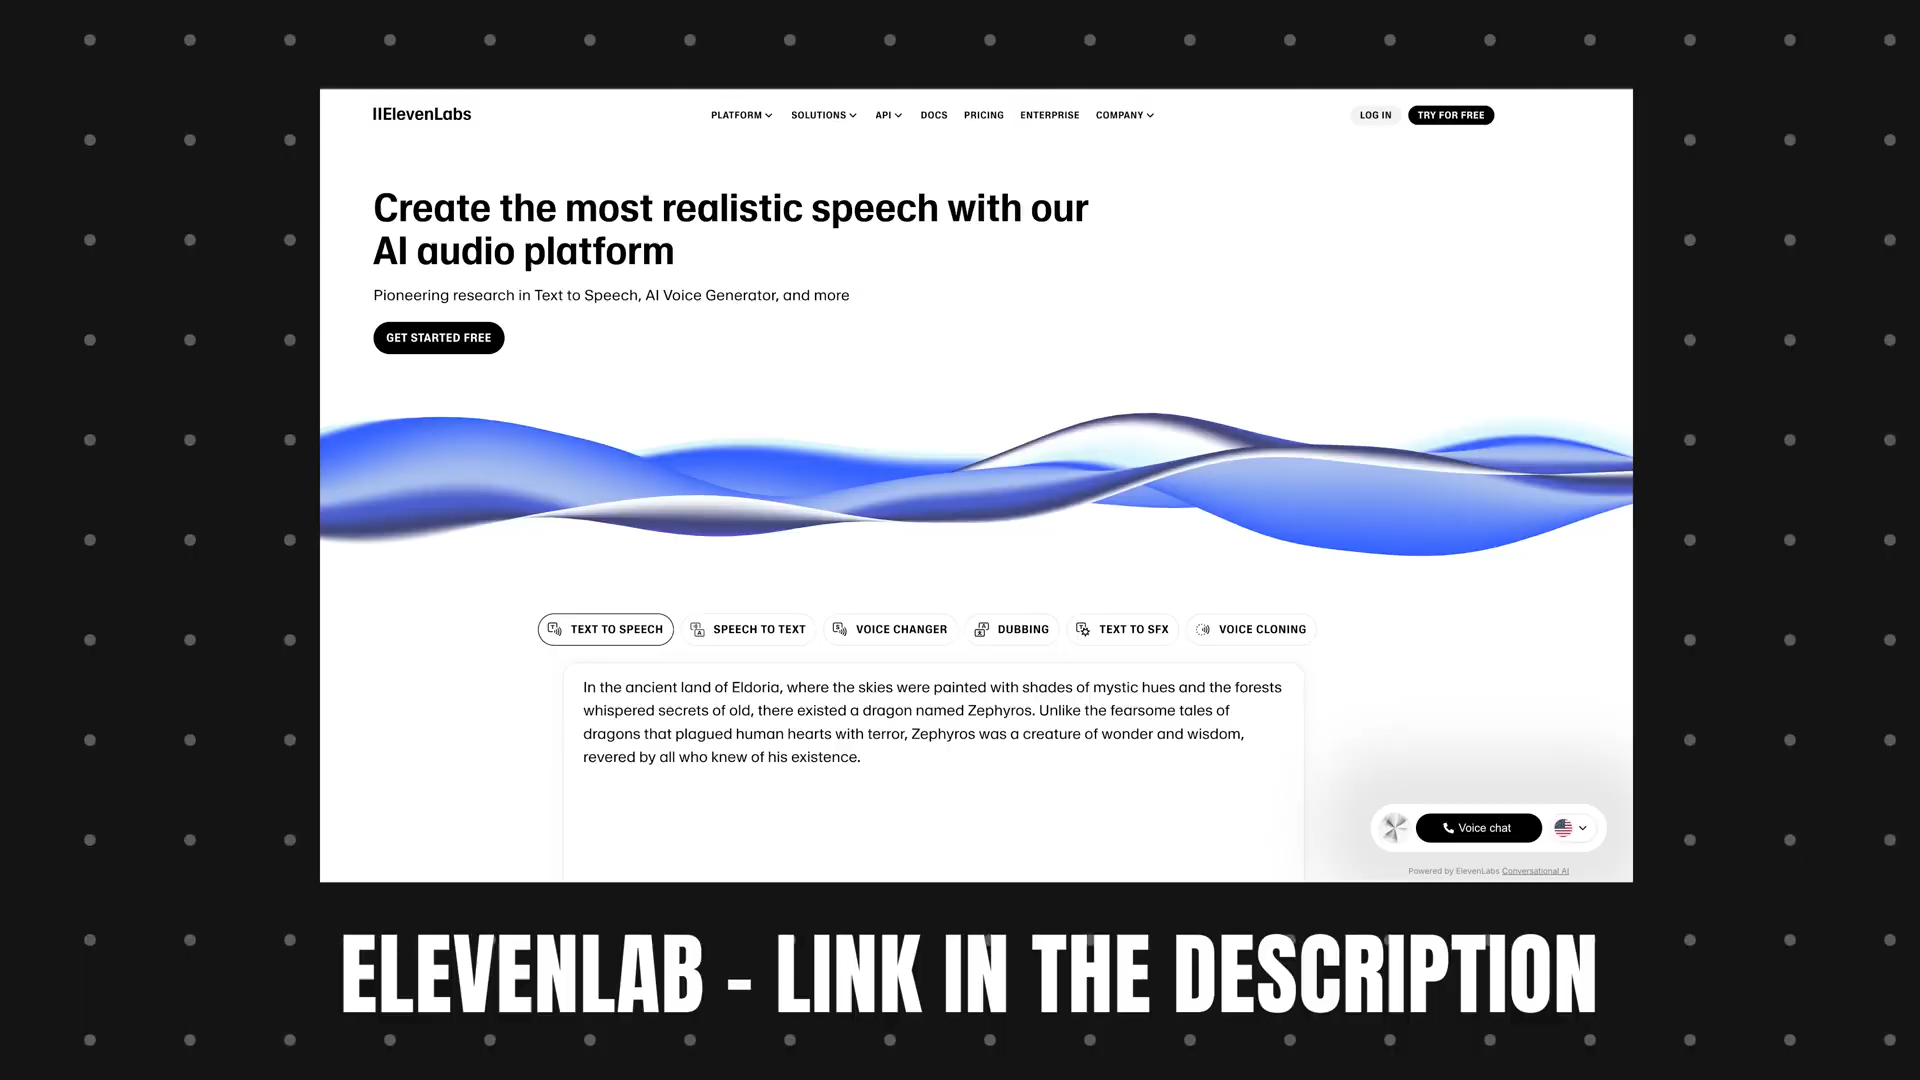 IIElevenLabs
PLATFORM SOLUTIONS API DOCS PRICING ENTERPRISE COMPANY
LOG IN TRY FOR FREE
Create the most realistic speech with our
AI audio platform
Pioneering research in Text to Speech, AI Voice Generator, and more
GET STARTED FREE
TEXT TO SPEECH SPEECH TO TEXT VOICE CHANGER DUBBING TEXT TO SFX VOICE CLONING
In the ancient land of Eldoria, where the skies were painted with shades of mystic hues and the forests
whispered secrets of old, there existed a dragon named Zephyros. Unlike the fearsome tales of
dragons that plagued human hearts with terror, Zephyros was a creature of wonder and wisdom,
revered by all who knew of his existence.
Voice chat
Powered by ElevenLabs Conversational AI
ELEVENLAB - LINK IN THE DESCRIPTION